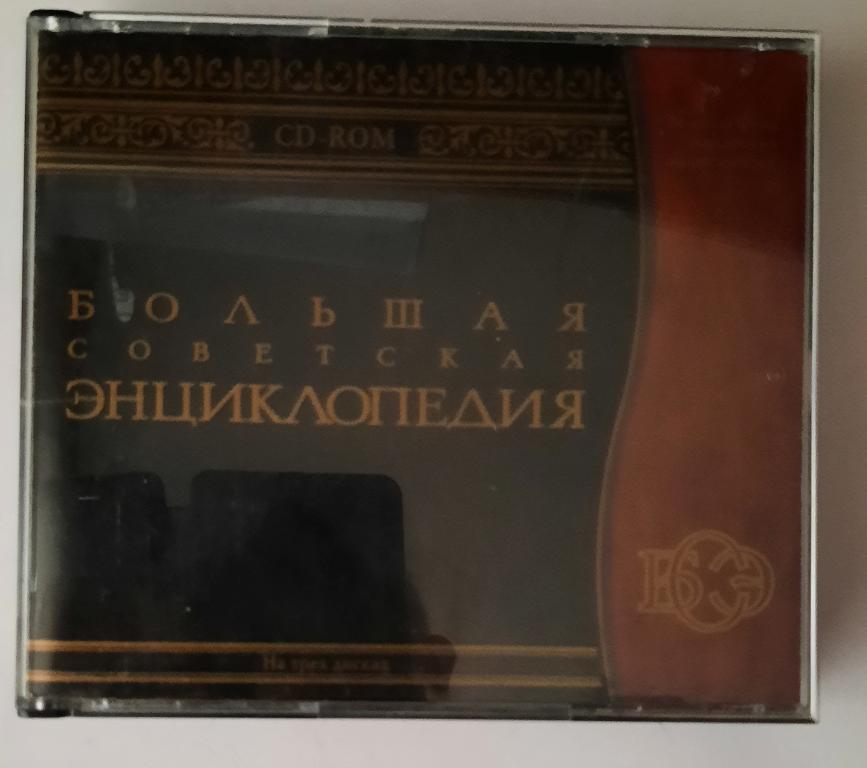 CD-ROM
БОЛЬШАЯ
СОВЕТСКАЯ
ЭНЦИКЛОПЕДИЯ
БСЭ
На трех дисках